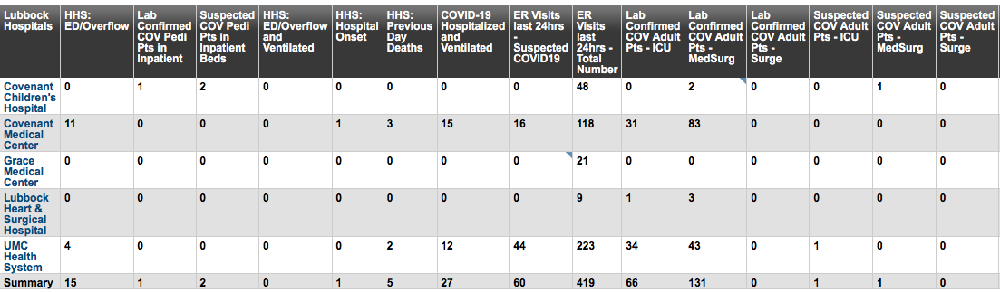 Lubbock Hospitals | HHS: ED/Overflow | Lab Confirmed COV Pedi Pts in Inpatient | Suspected COV Pedi Pts in Inpatient Beds | HHS: ED/Overflow and Ventilated | HHS: Hospital Onset | HHS: Previous Day Deaths | COVID-19 Hospitalized and Ventilated | ER Visits last 24hrs - Suspected COVID19 | ER Visits last 24hrs - Total Number | Lab Confirmed COV Adult Pts - ICU | Lab Confirmed COV Adult Pts - MedSurg | Lab Confirmed COV Adult Pts - Surge | Suspected COV Adult Pts - ICU | Suspected COV Adult Pts - MedSurg | Suspected COV Adult Pts - Surge
Covenant Children's Hospital | 0 | 1 | 2 | 0 | 0 | 0 | 0 | 0 | 48 | 0 | 2 | 0 | 0 | 1 | 0
Covenant Medical Center | 11 | 0 | 0 | 0 | 1 | 3 | 15 | 16 | 118 | 31 | 83 | 0 | 0 | 0 | 0
Grace Medical Center | 0 | 0 | 0 | 0 | 0 | 0 | 0 | 0 | 21 | 0 | 0 | 0 | 0 | 0 | 0
Lubbock Heart & Surgical Hospital | 0 | 0 | 0 | 0 | 0 | 0 | 0 | 0 | 9 | 1 | 3 | 0 | 0 | 0 | 0
UMC Health System | 4 | 0 | 0 | 0 | 0 | 2 | 12 | 44 | 223 | 34 | 43 | 0 | 1 | 0 | 0
Summary | 15 | 1 | 2 | 0 | 1 | 5 | 27 | 60 | 419 | 66 | 131 | 0 | 1 | 1 | 0